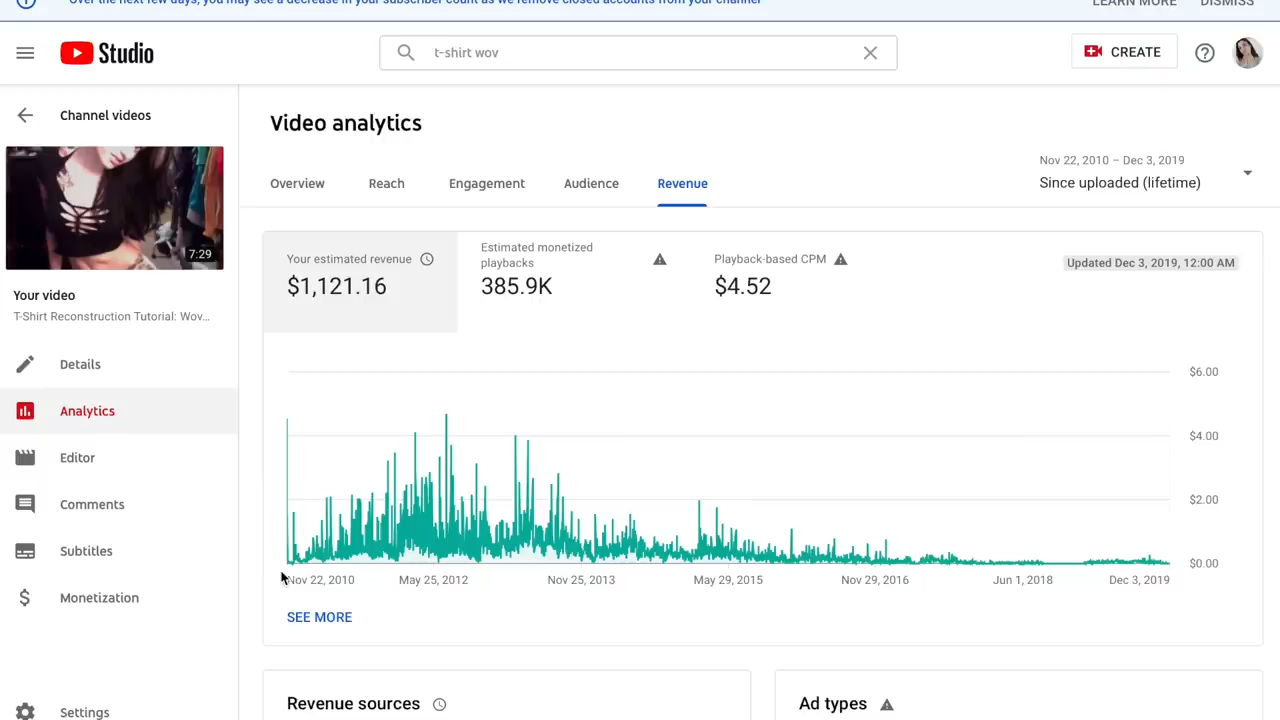 Over the next few days, you may see a decrease in your subscriber count as we remove closed accounts from your channel
LEARN MORE
DISMISS
Studio
t-shirt wov
CREATE
Channel videos
7:29
Your video
T-Shirt Reconstruction Tutorial: Wov...
Details
Analytics
Editor
Comments
Subtitles
Monetization
Settings
Video analytics
Nov 22, 2010 – Dec 3, 2019
Since uploaded (lifetime)
Overview
Reach
Engagement
Audience
Revenue
Your estimated revenue
$1,121.16
Estimated monetized
playbacks
385.9K
Playback-based CPM
$4.52
Updated Dec 3, 2019, 12:00 AM
$6.00
$4.00
$2.00
$0.00
Nov 22, 2010
May 25, 2012
Nov 25, 2013
May 29, 2015
Nov 29, 2016
Jun 1, 2018
Dec 3, 2019
SEE MORE
Revenue sources
Ad types